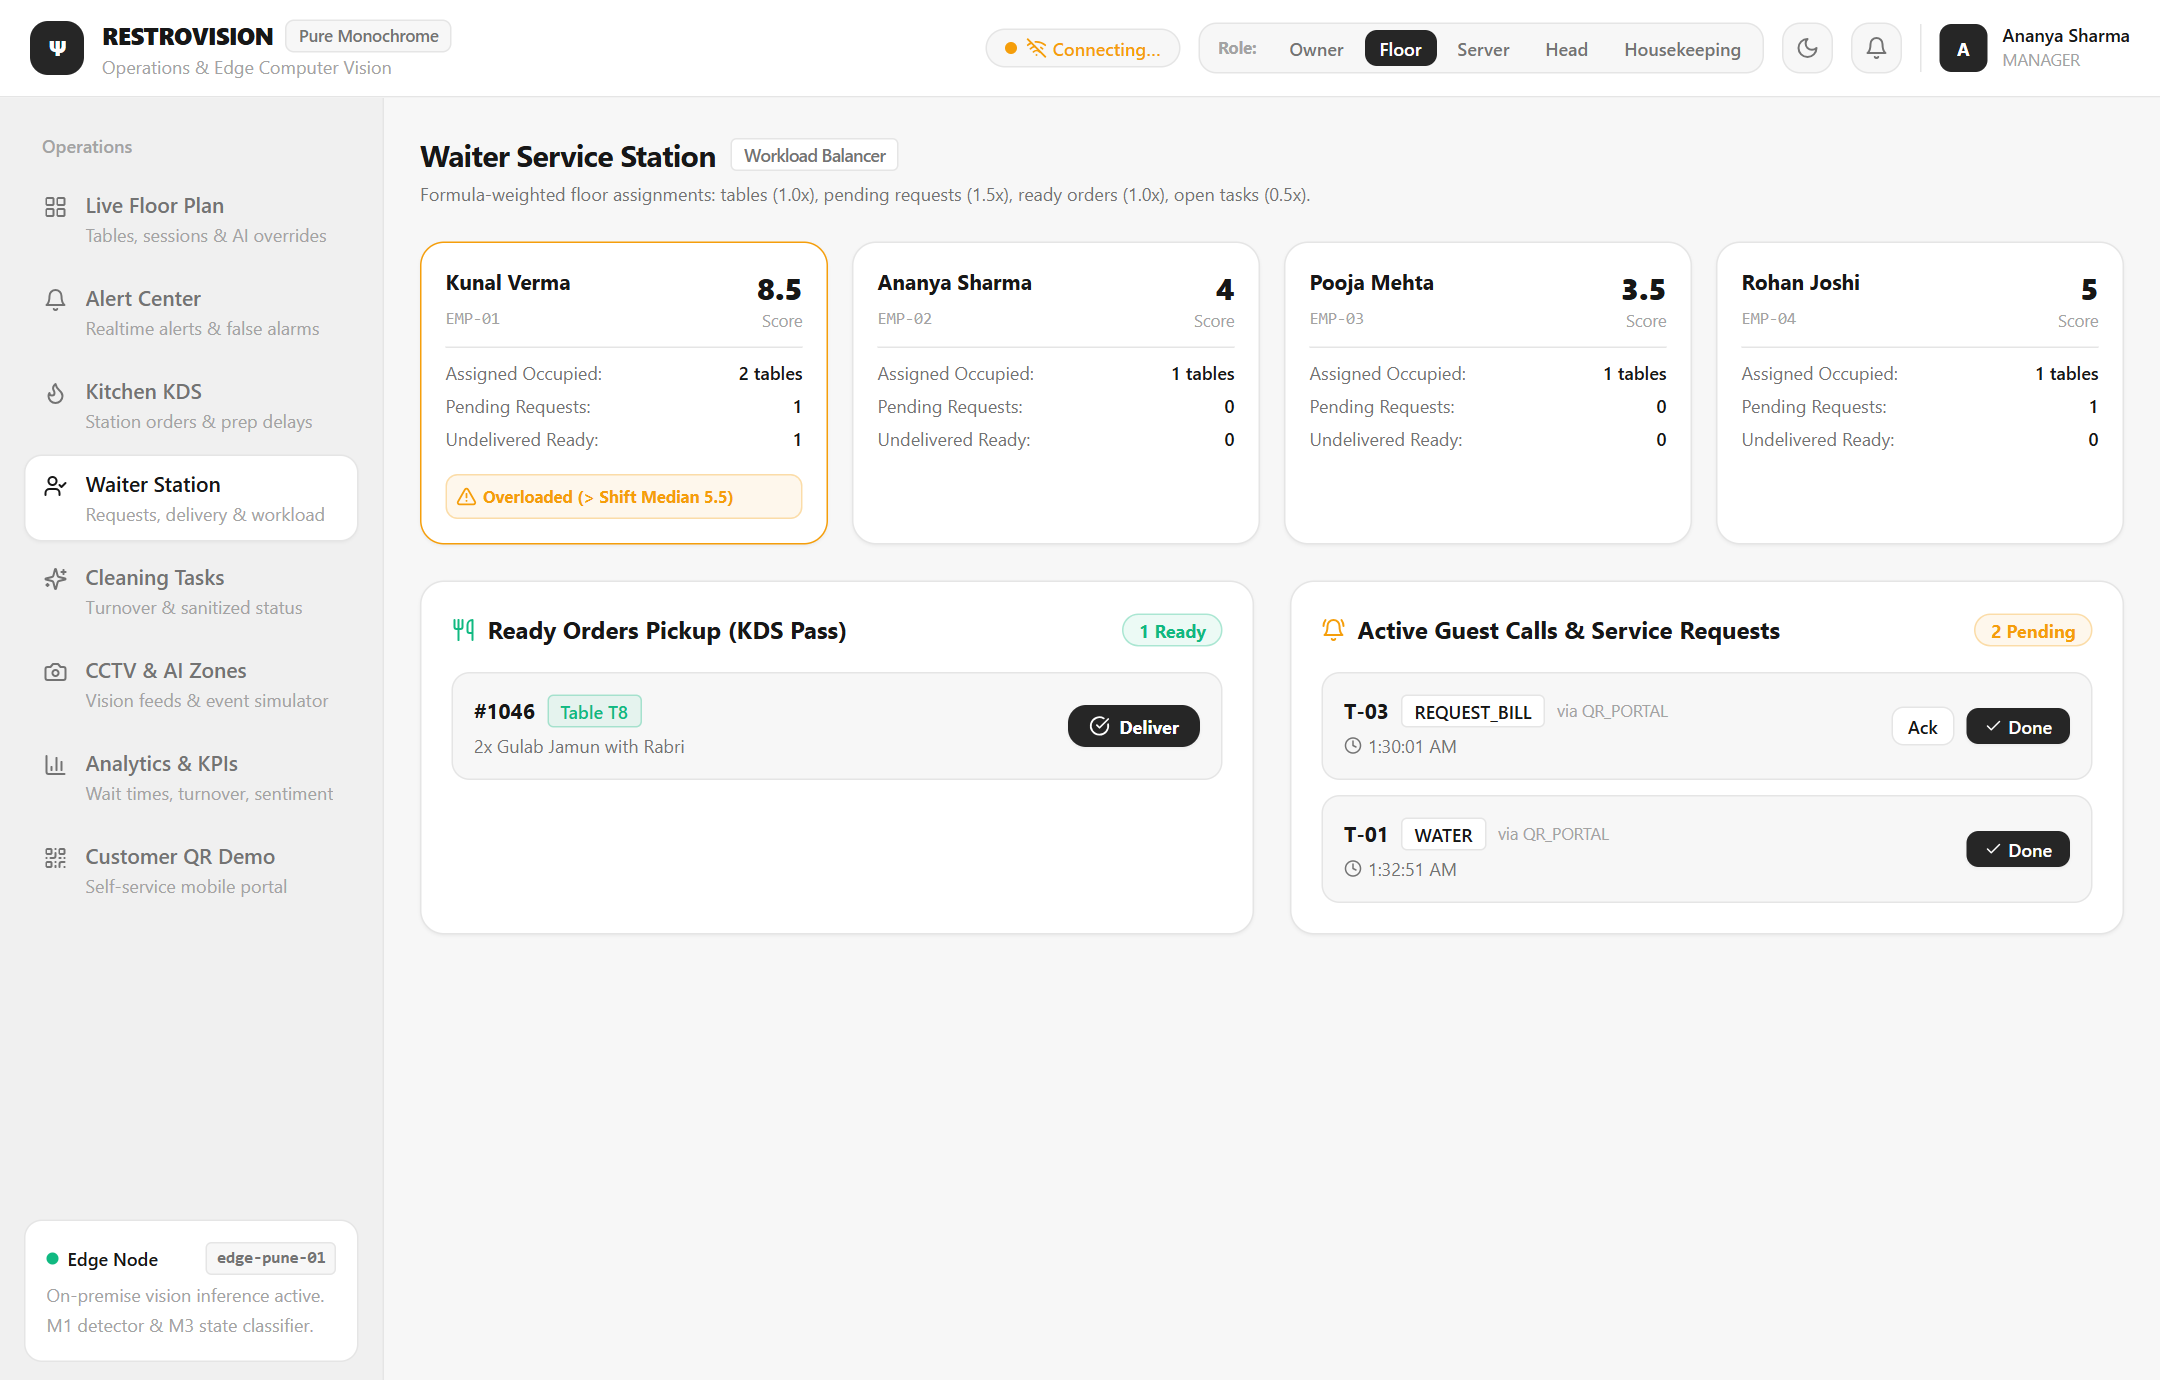 Ψ
RESTROVISION Pure Monochrome
Operations & Edge Computer Vision
Connecting...
Role: Owner Floor Server Head Housekeeping
A
Ananya Sharma
MANAGER
Operations
Live Floor Plan
Tables, sessions & AI overrides
Alert Center
Realtime alerts & false alarms
Kitchen KDS
Station orders & prep delays
Waiter Station
Requests, delivery & workload
Cleaning Tasks
Turnover & sanitized status
CCTV & AI Zones
Vision feeds & event simulator
Analytics & KPIs
Wait times, turnover, sentiment
Customer QR Demo
Self-service mobile portal
Edge Node edge-pune-01
On-premise vision inference active.
M1 detector & M3 state classifier.
Waiter Service Station Workload Balancer
Formula-weighted floor assignments: tables (1.0x), pending requests (1.5x), ready orders (1.0x), open tasks (0.5x).
Kunal Verma 8.5
EMP-01 Score
Assigned Occupied: 2 tables
Pending Requests: 1
Undelivered Ready: 1
Overloaded (> Shift Median 5.5)
Ananya Sharma 4
EMP-02 Score
Assigned Occupied: 1 tables
Pending Requests: 0
Undelivered Ready: 0
Pooja Mehta 3.5
EMP-03 Score
Assigned Occupied: 1 tables
Pending Requests: 0
Undelivered Ready: 0
Rohan Joshi 5
EMP-04 Score
Assigned Occupied: 1 tables
Pending Requests: 1
Undelivered Ready: 0
Ready Orders Pickup (KDS Pass) 1 Ready
#1046 Table T8
2x Gulab Jamun with Rabri
Deliver
Active Guest Calls & Service Requests 2 Pending
T-03 REQUEST_BILL via QR_PORTAL
1:30:01 AM
Ack Done
T-01 WATER via QR_PORTAL
1:32:51 AM
Done